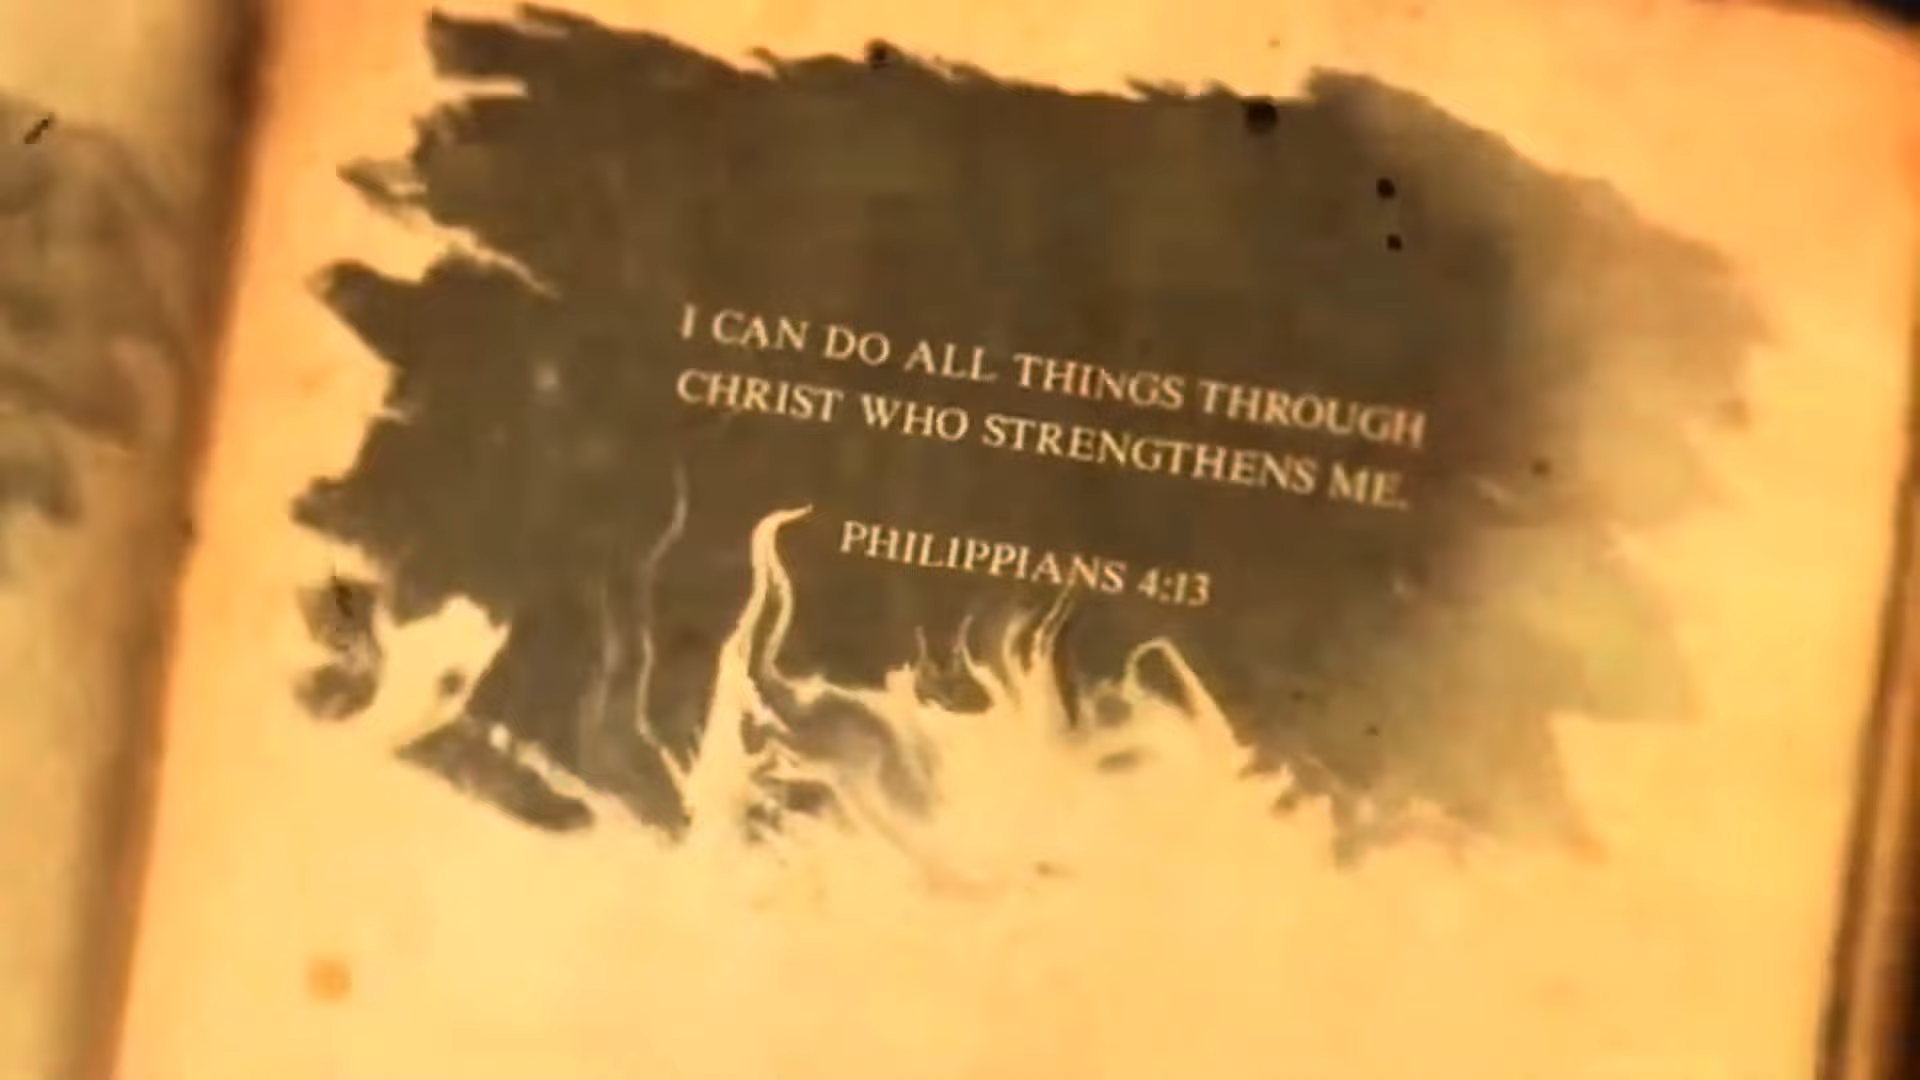 I CAN DO ALL THINGS THROUGH
CHRIST WHO STRENGTHENS ME.
PHILIPPIANS 4:13